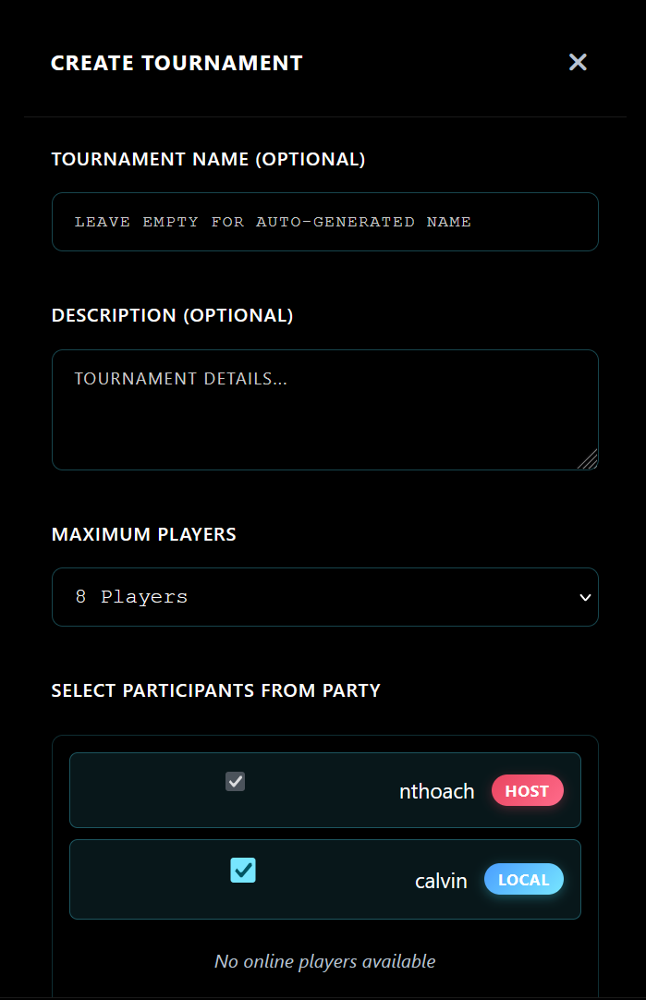 CREATE TOURNAMENT
TOURNAMENT NAME (OPTIONAL)
LEAVE EMPTY FOR AUTO-GENERATED NAME
DESCRIPTION (OPTIONAL)
TOURNAMENT DETAILS...
MAXIMUM PLAYERS
8 Players
SELECT PARTICIPANTS FROM PARTY
nthoach HOST
calvin LOCAL
No online players available